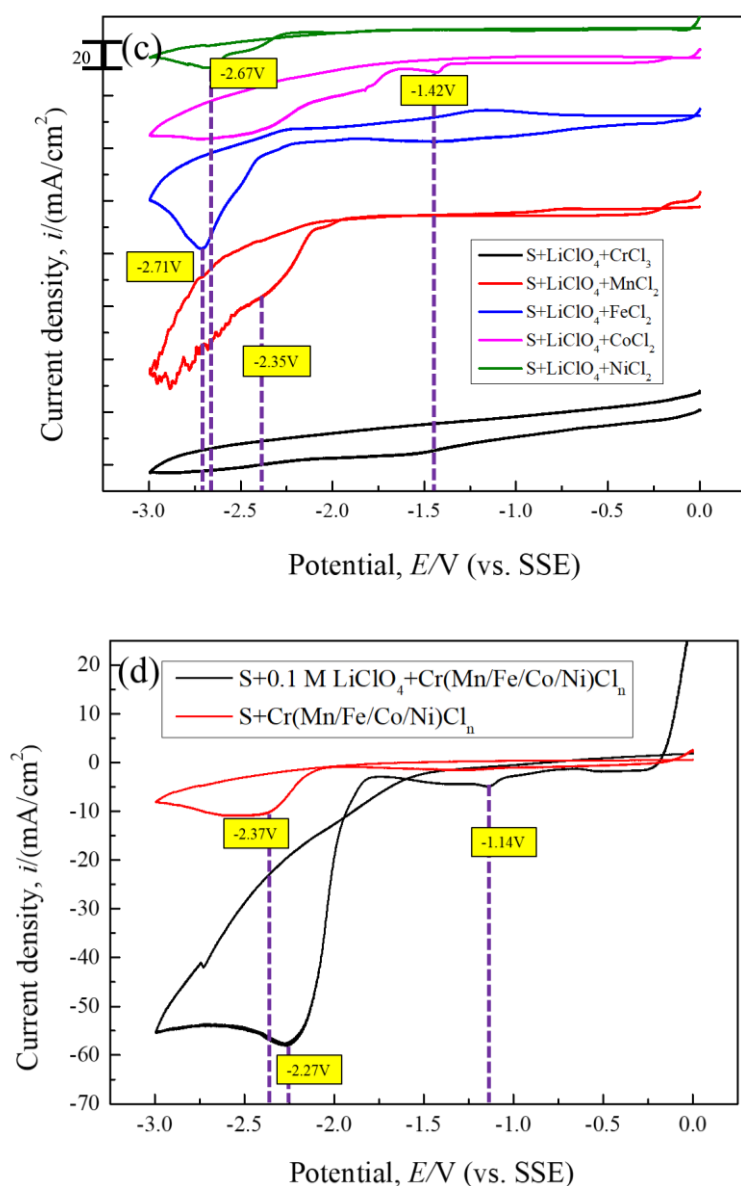 (c)
20
-2.67V
-1.42V
-2.71V
-2.35V
S+LiClO₄+CrCl₃
S+LiClO₄+MnCl₂
S+LiClO₄+FeCl₂
S+LiClO₄+CoCl₂
S+LiClO₄+NiCl₂
Current density, i/(mA/cm²)
-3.0 -2.5 -2.0 -1.5 -1.0 -0.5 0.0
Potential, E/V (vs. SSE)
(d)
S+0.1 M LiClO₄+Cr(Mn/Fe/Co/Ni)Clₙ
S+Cr(Mn/Fe/Co/Ni)Clₙ
20
10
0
-10
-20
-30
-40
-50
-60
-70
-2.37V
-1.14V
-2.27V
Current density, i/(mA/cm²)
-3.0 -2.5 -2.0 -1.5 -1.0 -0.5 0.0
Potential, E/V (vs. SSE)